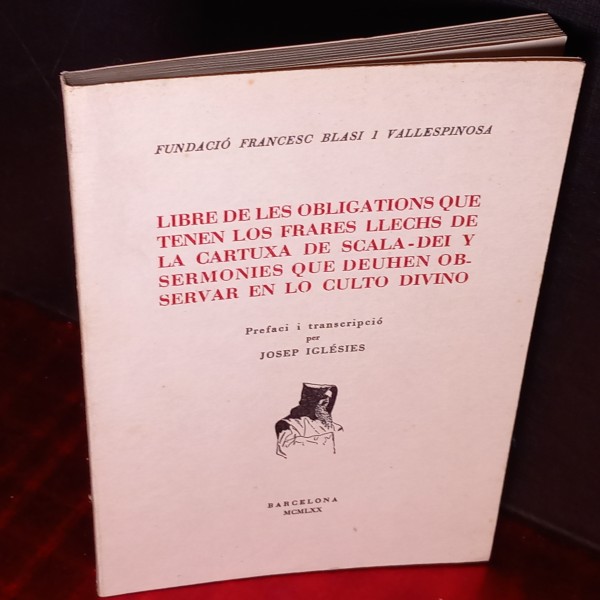 FUNDACIÓ FRANCESC BLASI I VALLESPINOSA
LIBRE DE LES OBLIGATIONS QUE
TENEN LOS FRARES LLECHS DE
LA CARTUXA DE SCALA-DEI Y
SERMONIES QUE DEUHEN OB-
SERVAR EN LO CULTO DIVINO
Prefaci i transcripció
per
JOSEP IGLÉSIES
BARCELONA
MCMLXX